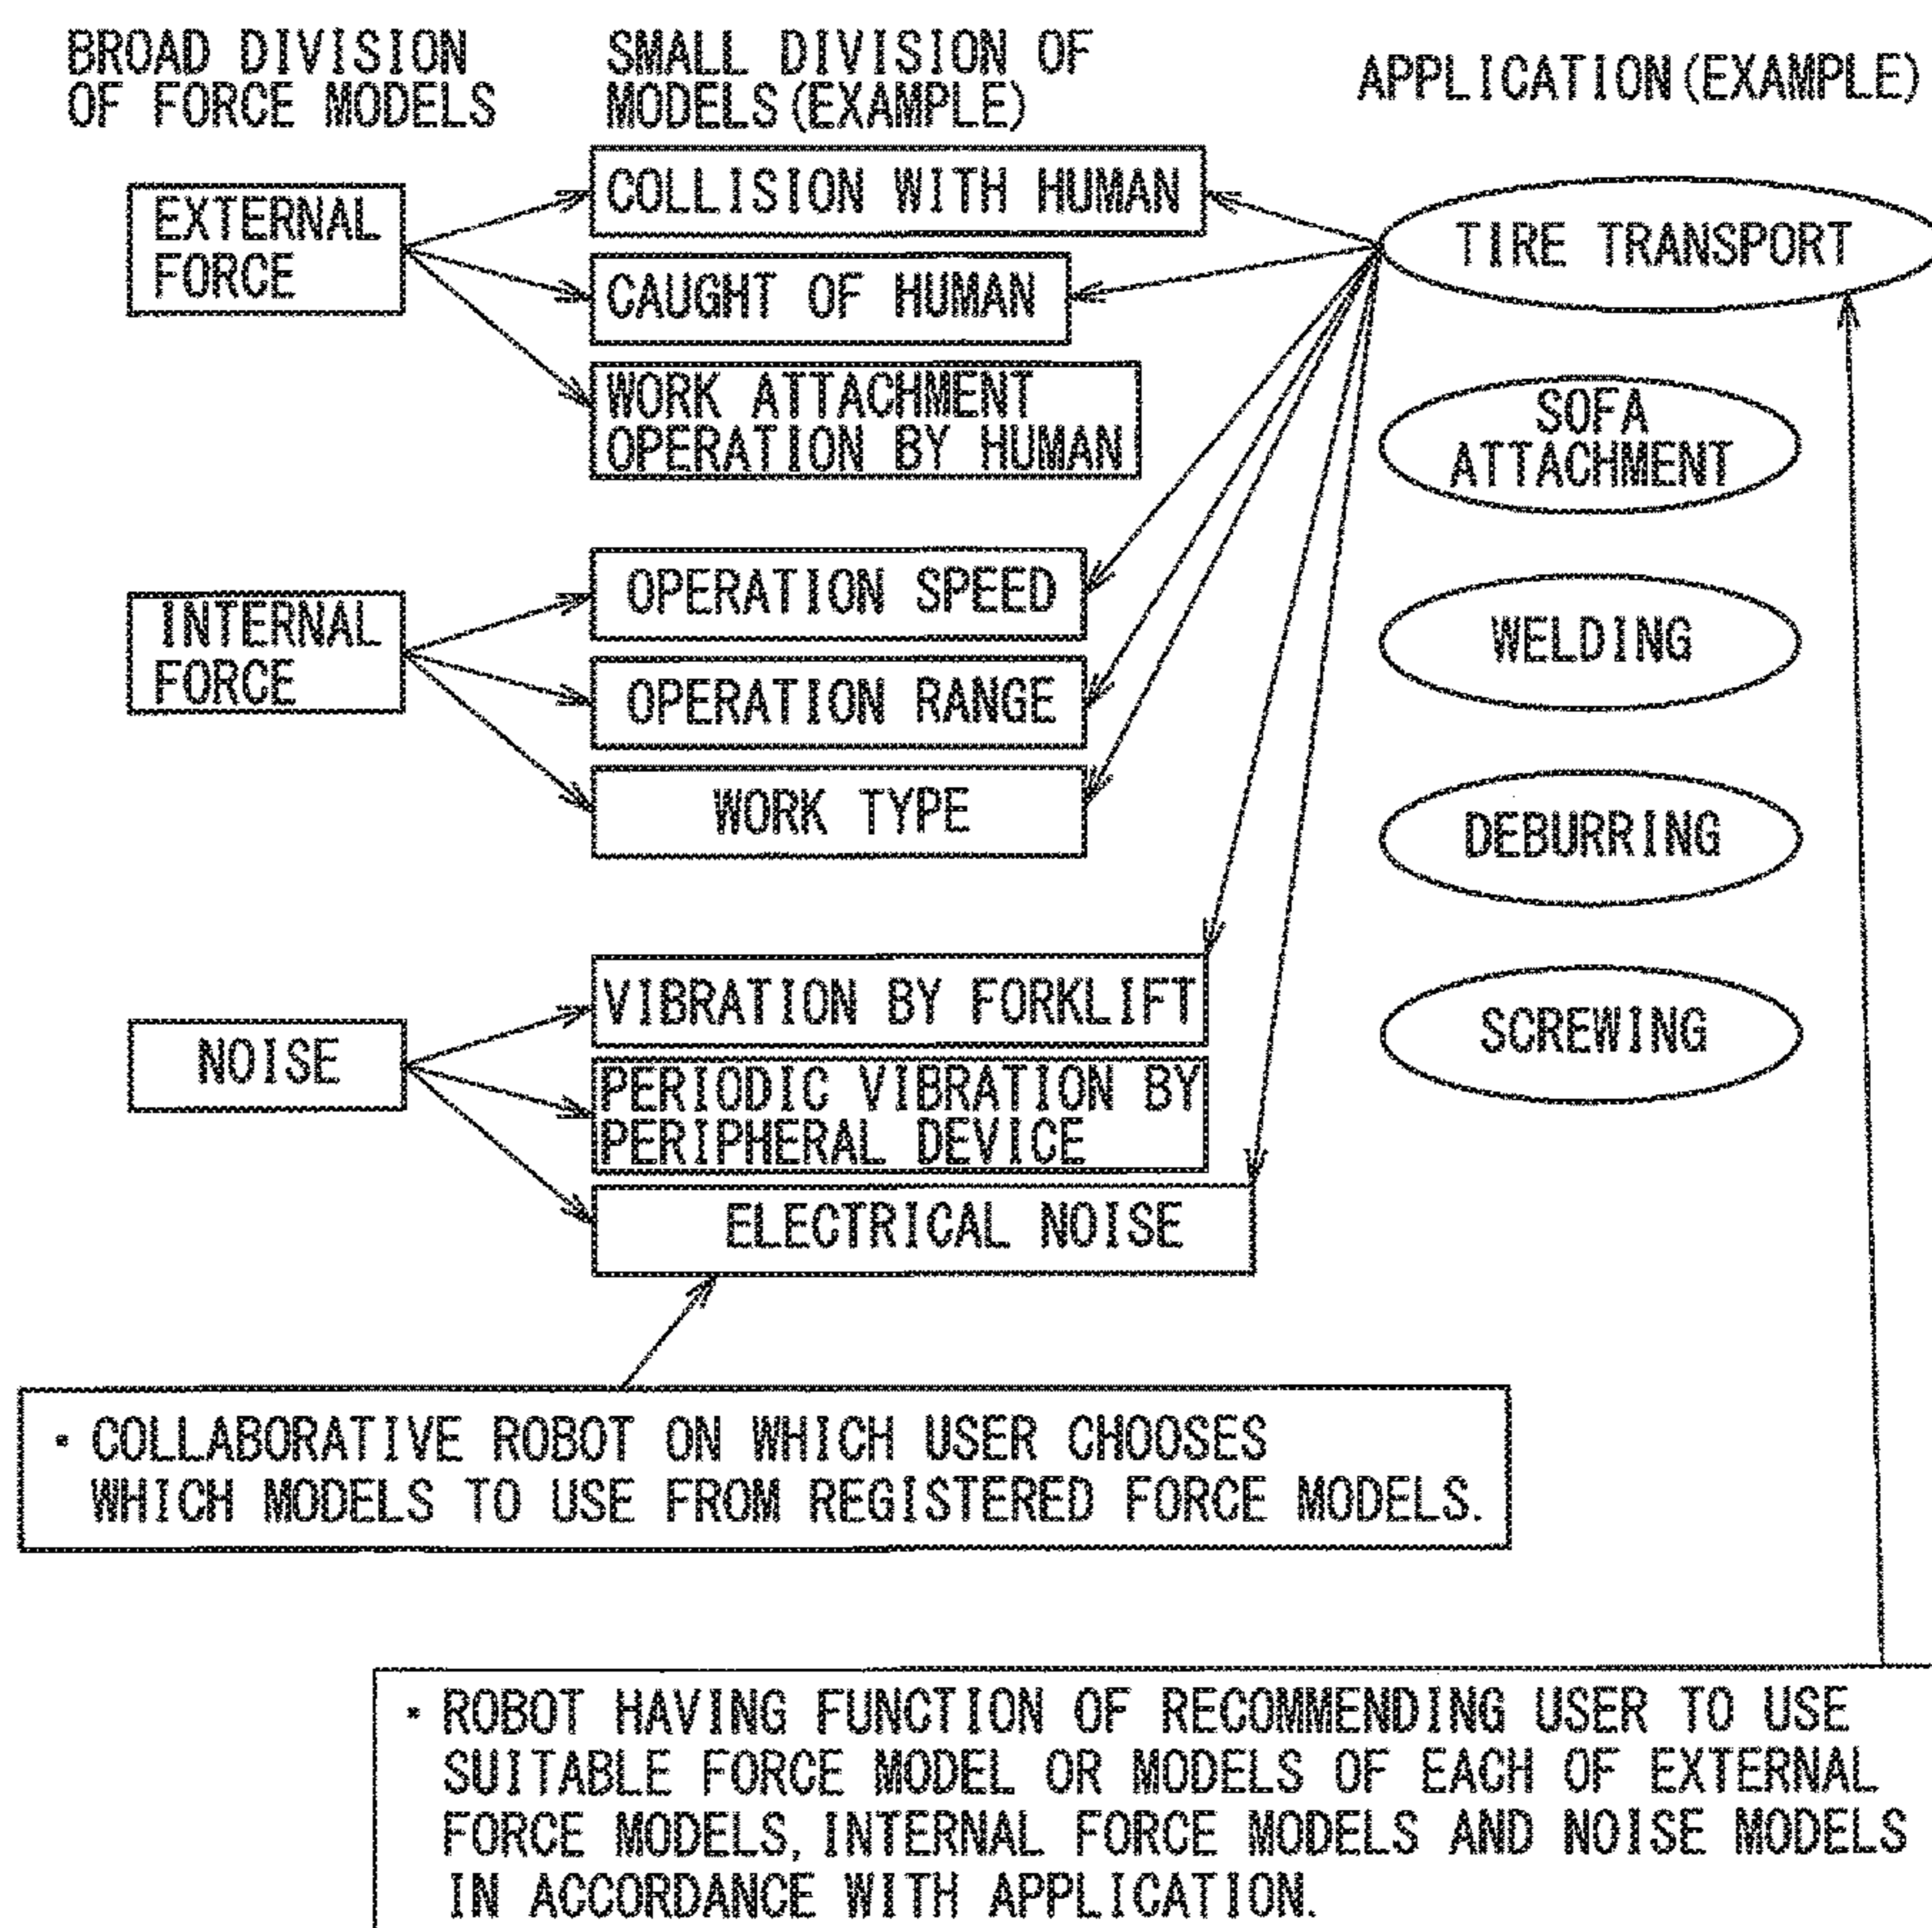 BROAD DIVISION
OF FORCE MODELS
SMALL DIVISION OF
MODELS(EXAMPLE)
APPLICATION(EXAMPLE)
EXTERNAL
FORCE
COLLISION WITH HUMAN
CAUGHT OF HUMAN
WORK ATTACHMENT
OPERATION BY HUMAN
INTERNAL
FORCE
OPERATION SPEED
OPERATION RANGE
WORK TYPE
NOISE
VIBRATION BY FORKLIFT
PERIODIC VIBRATION BY
PERIPHERAL DEVICE
ELECTRICAL NOISE
TIRE TRANSPORT
SOFA
ATTACHMENT
WELDING
DEBURRING
SCREWING
・COLLABORATIVE ROBOT ON WHICH USER CHOOSES
WHICH MODELS TO USE FROM REGISTERED FORCE MODELS.
・ROBOT HAVING FUNCTION OF RECOMMENDING USER TO USE
SUITABLE FORCE MODEL OR MODELS OF EACH OF EXTERNAL
FORCE MODELS, INTERNAL FORCE MODELS AND NOISE MODELS
IN ACCORDANCE WITH APPLICATION.